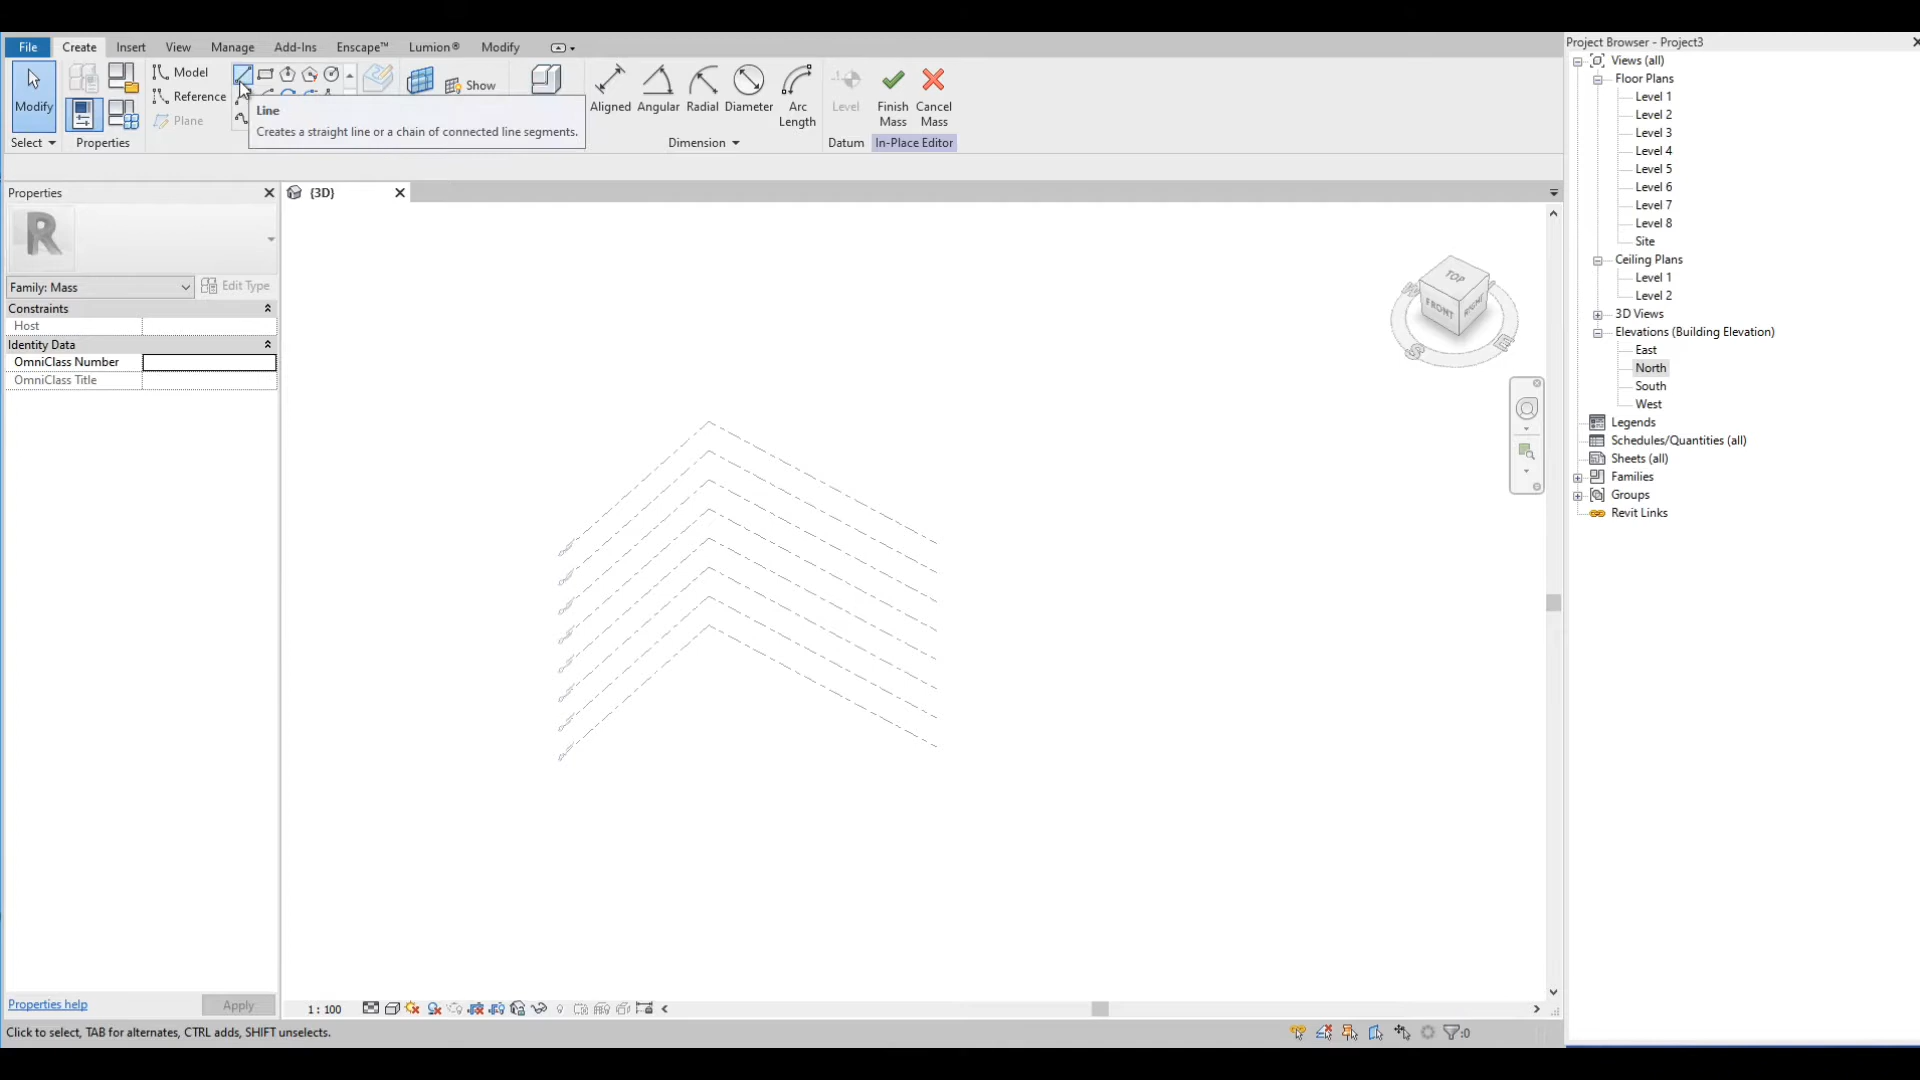 File Create Insert View Manage Add-Ins Enscape™ Lumion® Modify
Modify
Select
Properties
Model
Reference
Plane
Show
Line
Creates a straight line or a chain of connected line segments.
Aligned Angular Radial Diameter Arc Length
Dimension
Level
Datum
Finish Mass
Cancel Mass
In-Place Editor
Properties
R
Family: Mass
Edit Type
Constraints
Host
Identity Data
OmniClass Number
OmniClass Title
Properties help
Apply
{3D}
TOP
FRONT
RIGHT
S
E
1 : 100
Click to select, TAB for alternates, CTRL adds, SHIFT unselects.
:0
Project Browser - Project3
Views (all)
Floor Plans
Level 1
Level 2
Level 3
Level 4
Level 5
Level 6
Level 7
Level 8
Site
Ceiling Plans
Level 1
Level 2
3D Views
Elevations (Building Elevation)
East
North
South
West
Legends
Schedules/Quantities (all)
Sheets (all)
Families
Groups
Revit Links